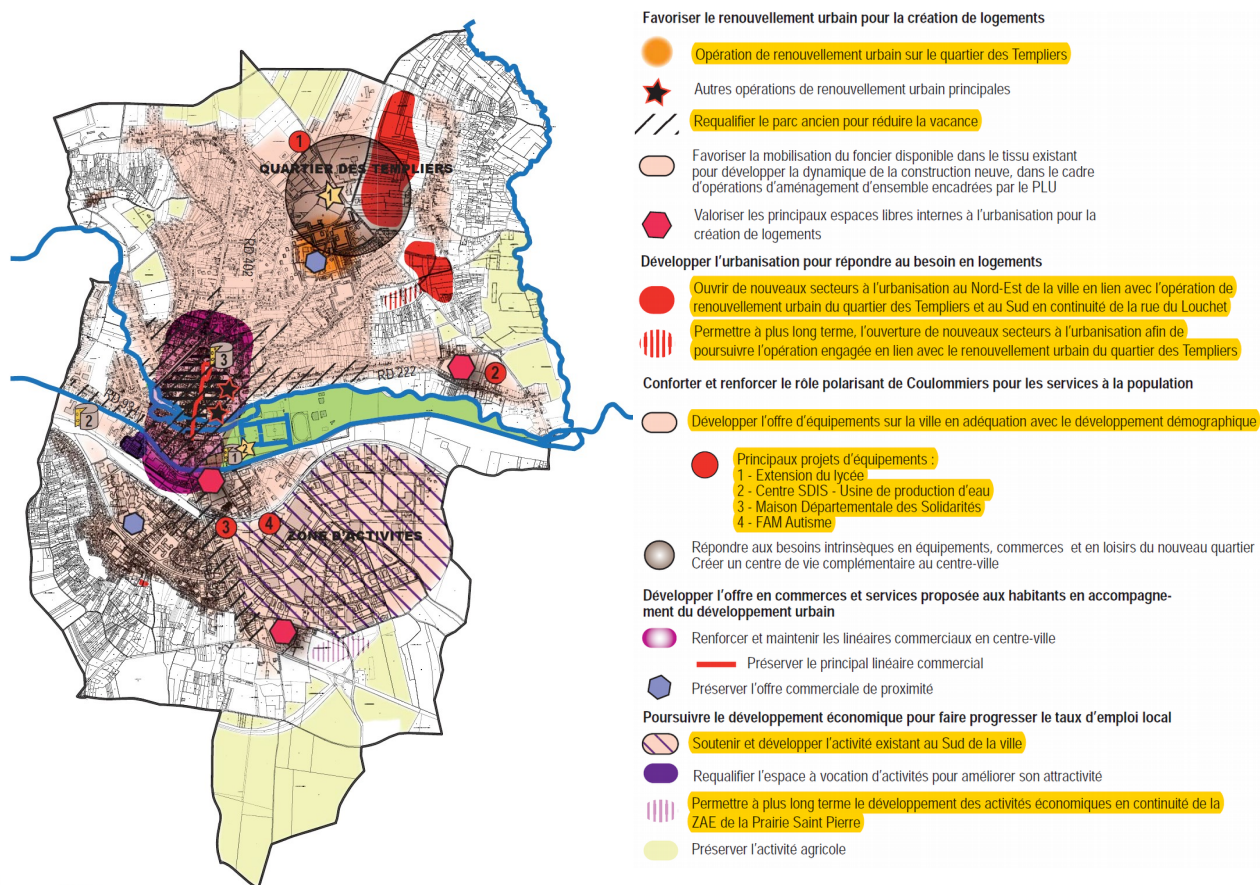 1
QUARTIER DES TEMPLIERS
1
RD 402
3
RD 222
2
2
1
3
4
ZONE D'ACTIVITÉS
Favoriser le renouvellement urbain pour la création de logements
Opération de renouvellement urbain sur le quartier des Templiers
Autres opérations de renouvellement urbain principales
Requalifier le parc ancien pour réduire la vacance
Favoriser la mobilisation du foncier disponible dans le tissu existant
pour développer la dynamique de la construction neuve, dans le cadre
d'opérations d'aménagement d'ensemble encadrées par le PLU
Valoriser les principaux espaces libres internes à l'urbanisation pour la
création de logements
Développer l'urbanisation pour répondre au besoin en logements
Ouvrir de nouveaux secteurs à l'urbanisation au Nord-Est de la ville en lien avec l'opération de
renouvellement urbain du quartier des Templiers et au Sud en continuité de la rue du Louchet
Permettre à plus long terme, l'ouverture de nouveaux secteurs à l'urbanisation afin de
poursuivre l'opération engagée en lien avec le renouvellement urbain du quartier des Templiers
Conforter et renforcer le rôle polarisant de Coulommiers pour les services à la population
Développer l'offre d'équipements sur la ville en adéquation avec le développement démographique
Principaux projets d'équipements :
1 - Extension du lycée
2 - Centre SDIS - Usine de production d'eau
3 - Maison Départementale des Solidarités
4 - FAM Autisme
Répondre aux besoins intrinsèques en équipements, commerces et en loisirs du nouveau quartier
Créer un centre de vie complémentaire au centre-ville
Développer l'offre en commerces et services proposée aux habitants en accompagne-
ment du développement urbain
Renforcer et maintenir les linéaires commerciaux en centre-ville
Préserver le principal linéaire commercial
Préserver l'offre commerciale de proximité
Poursuivre le développement économique pour faire progresser le taux d'emploi local
Soutenir et développer l'activité existant au Sud de la ville
Requalifier l'espace à vocation d'activités pour améliorer son attractivité
Permettre à plus long terme le développement des activités économiques en continuité de la
ZAE de la Prairie Saint Pierre
Préserver l'activité agricole